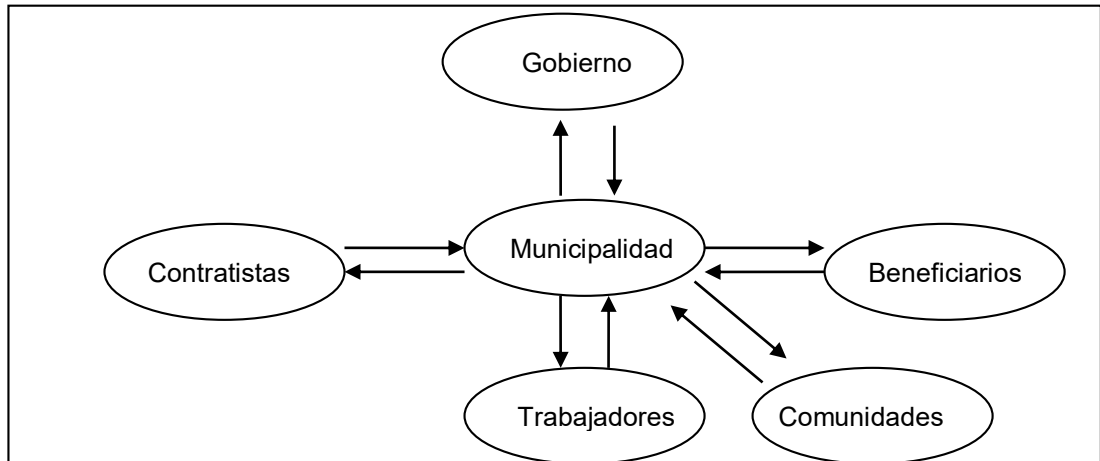 Gobierno
Municipalidad
Contratistas
Beneficiarios
Trabajadores
Comunidades